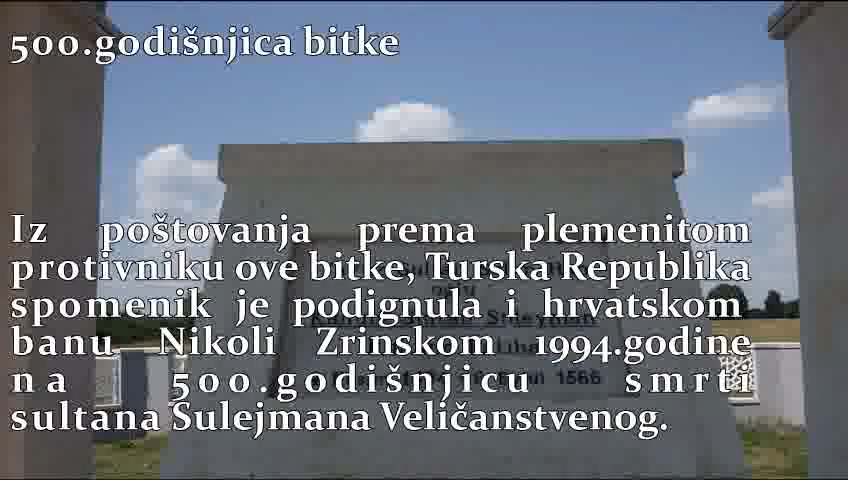 500.godišnjica bitke
Iz poštovanja prema plemenitom
protivniku ove bitke, Turska Republika
spomenik je podignula i hrvatskom
banu Nikoli Zrinskom 1994.godine
na 500.godišnjicu smrti
sultana Sulejmana Veličanstvenog.
1566